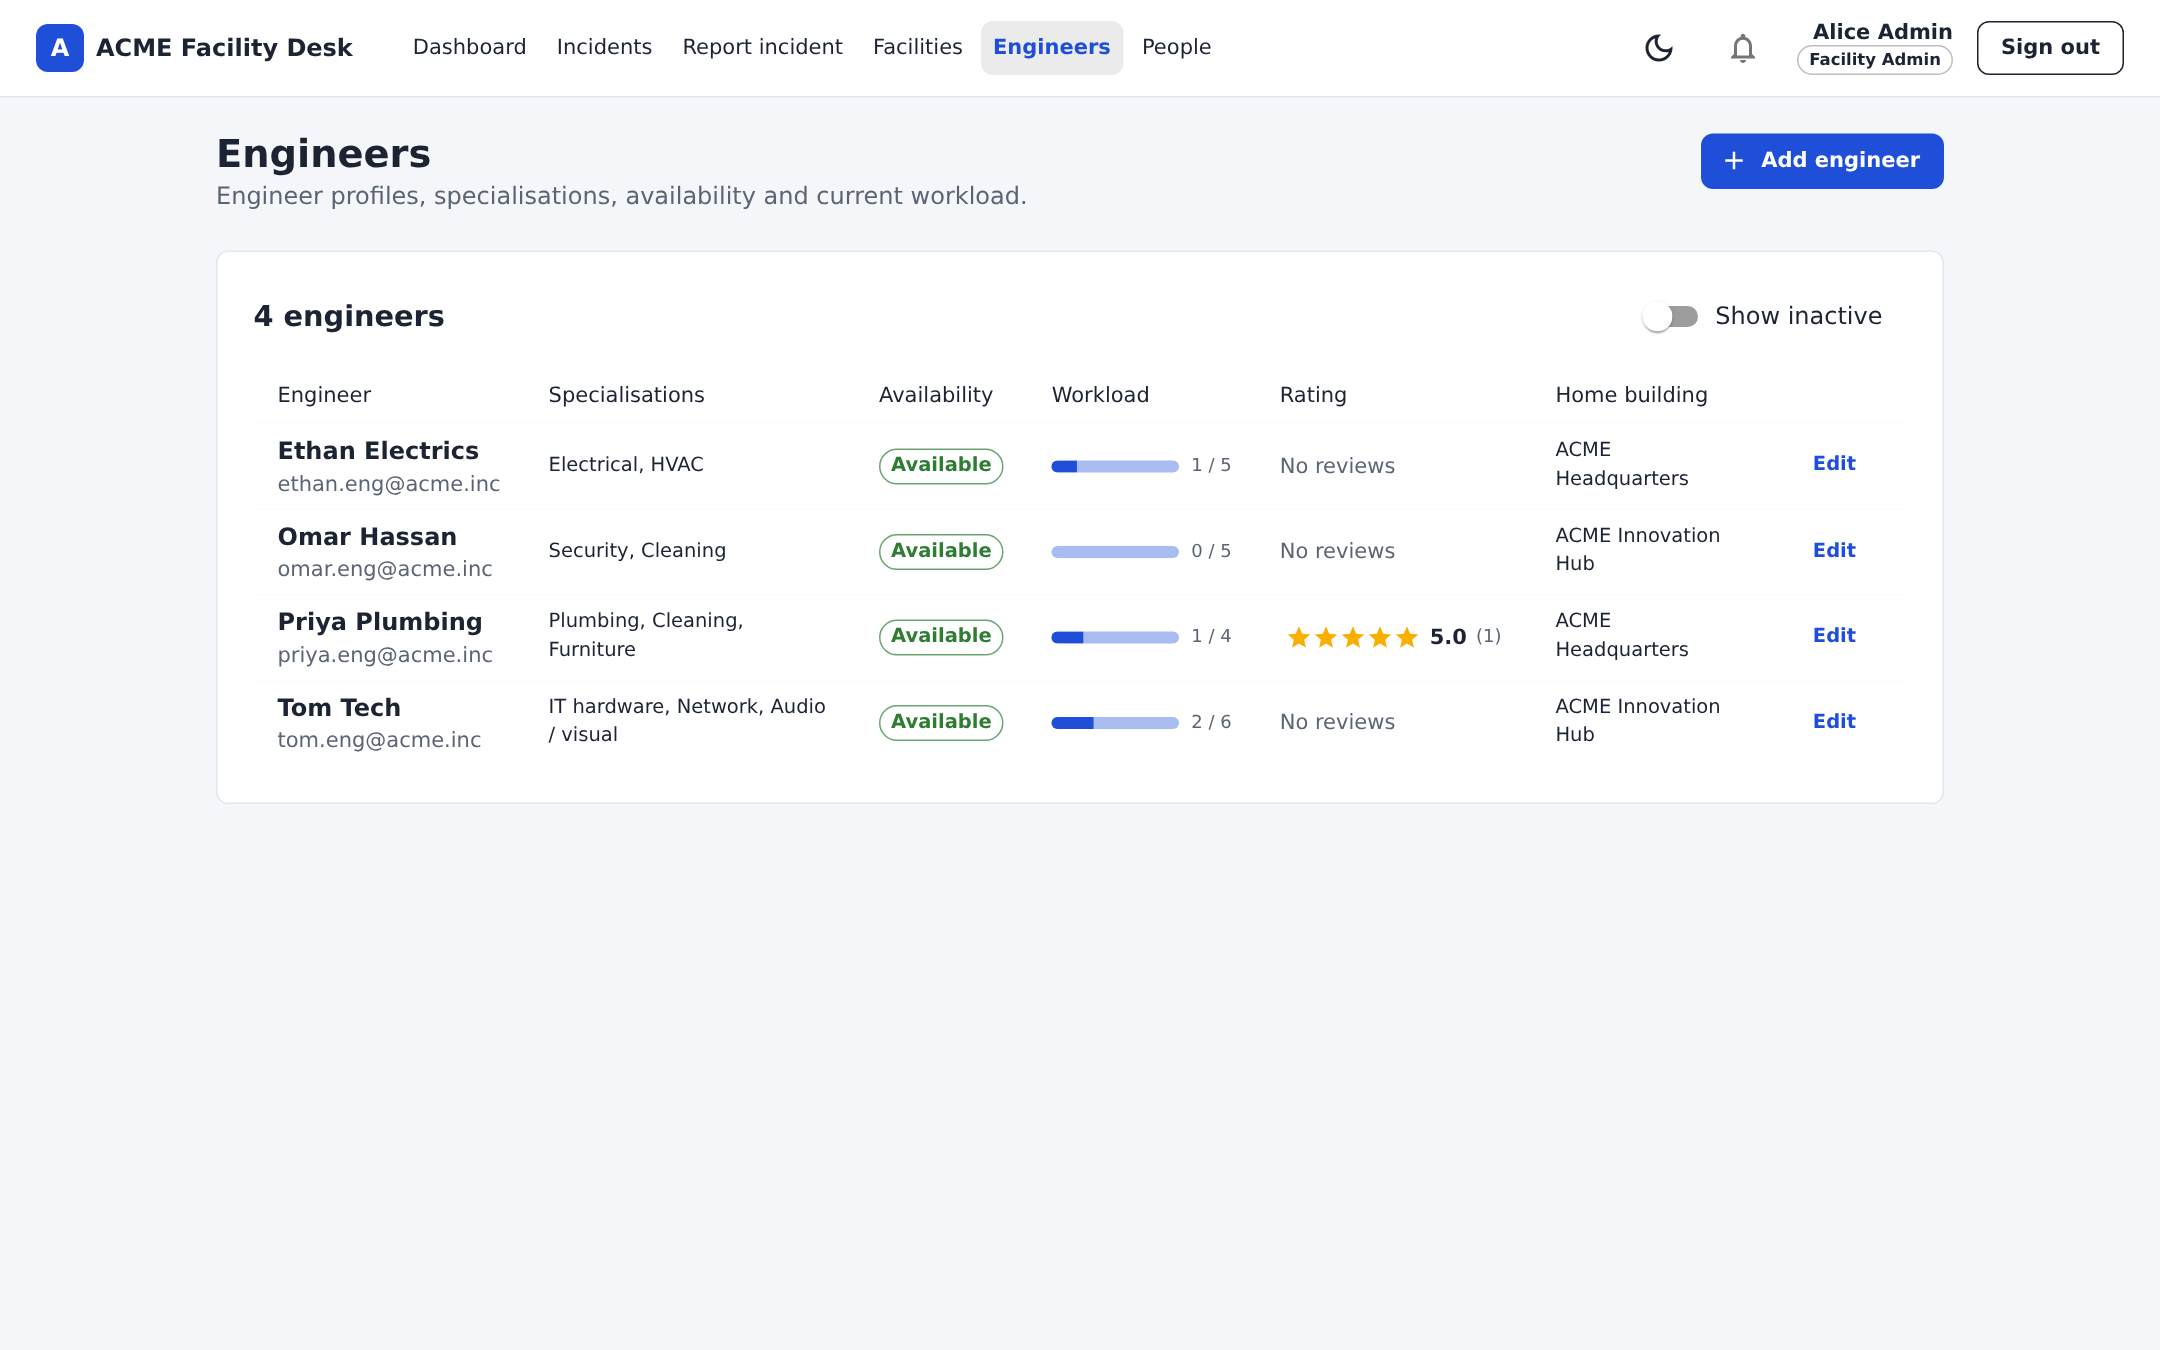 A ACME Facility Desk Dashboard Incidents Report incident Facilities Engineers People Alice Admin Facility Admin Sign out
Engineers
Engineer profiles, specialisations, availability and current workload.
+ Add engineer
4 engineers Show inactive
Engineer Specialisations Availability Workload Rating Home building
Ethan Electrics
ethan.eng@acme.inc
Electrical, HVAC
Available
1 / 5
No reviews
ACME
Headquarters
Edit
Omar Hassan
omar.eng@acme.inc
Security, Cleaning
Available
0 / 5
No reviews
ACME Innovation
Hub
Edit
Priya Plumbing
priya.eng@acme.inc
Plumbing, Cleaning,
Furniture
Available
1 / 4
5.0 (1)
ACME
Headquarters
Edit
Tom Tech
tom.eng@acme.inc
IT hardware, Network, Audio
/ visual
Available
2 / 6
No reviews
ACME Innovation
Hub
Edit